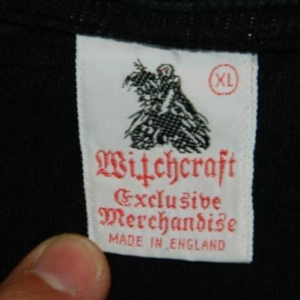 XL
Witchcraft
Exclusive
Merchandise
MADE IN ENGLAND